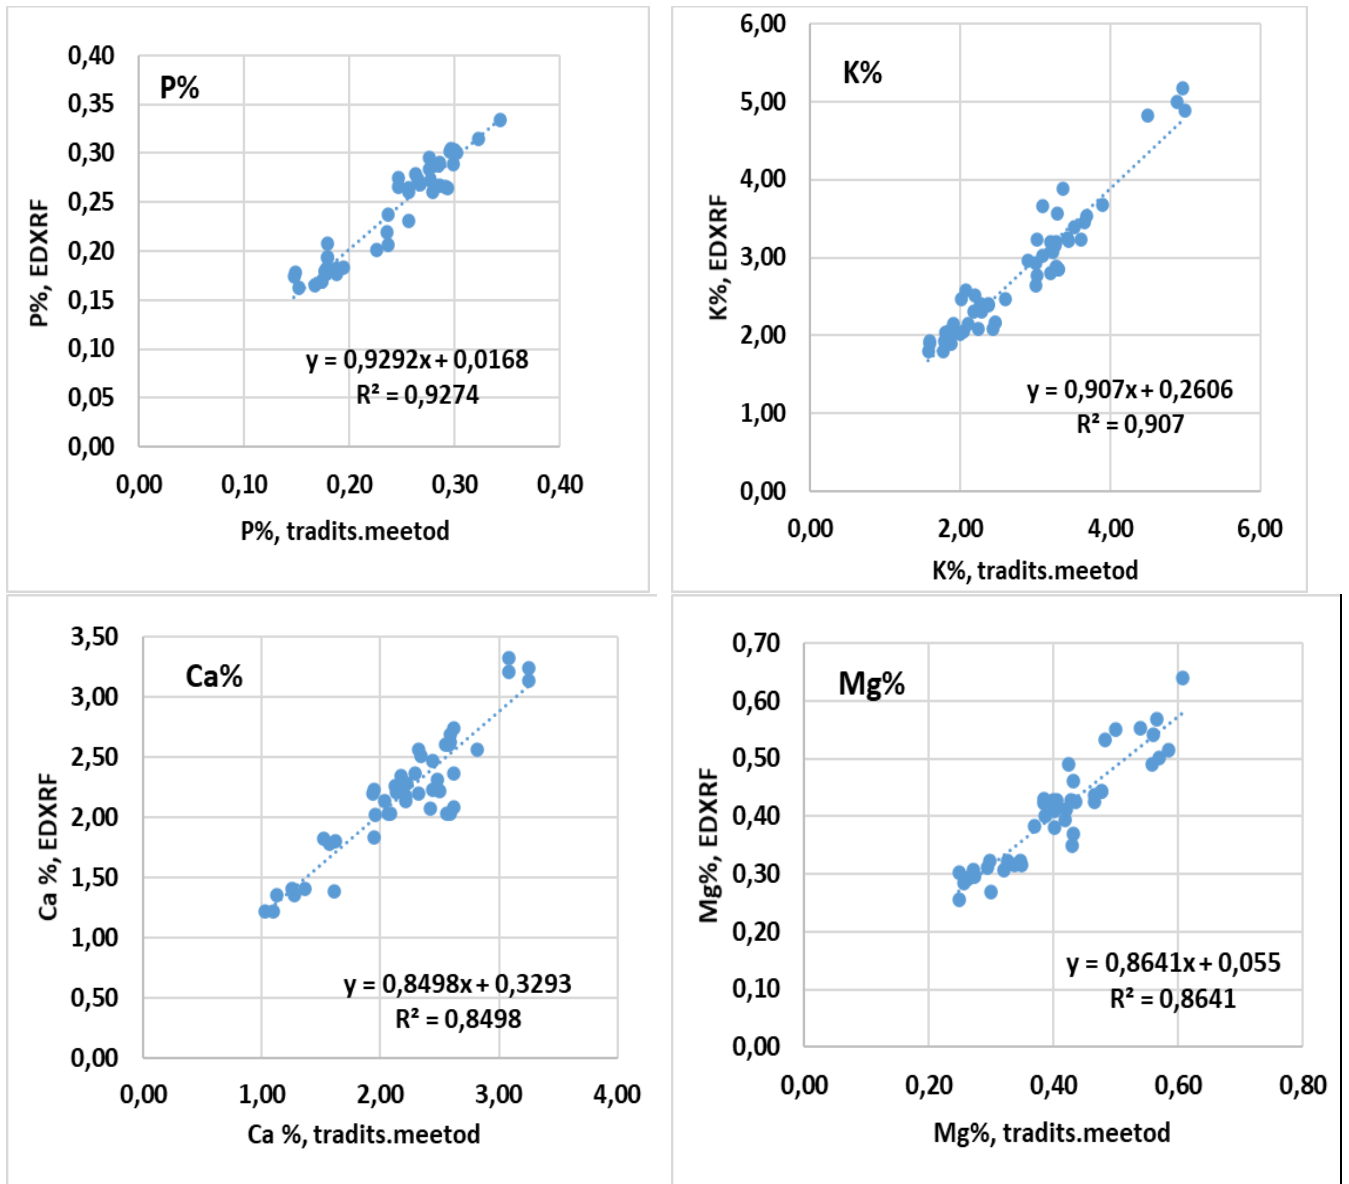 P%
0,40
0,35
0,30
0,25
0,20
0,15
0,10
0,05
0,00
P%, EDXRF
y = 0,9292x + 0,0168
R² = 0,9274
0,00 0,10 0,20 0,30 0,40
P%, tradits.meetod
K%
6,00
5,00
4,00
3,00
2,00
1,00
0,00
K%, EDXRF
y = 0,907x + 0,2606
R² = 0,907
0,00 2,00 4,00 6,00
K%, tradits.meetod
Ca%
3,50
3,00
2,50
2,00
1,50
1,00
0,50
0,00
Ca %, EDXRF
y = 0,8498x + 0,3293
R² = 0,8498
0,00 1,00 2,00 3,00 4,00
Ca %, tradits.meetod
Mg%
0,70
0,60
0,50
0,40
0,30
0,20
0,10
0,00
Mg%, EDXRF
y = 0,8641x + 0,055
R² = 0,8641
0,00 0,20 0,40 0,60 0,80
Mg%, tradits.meetod